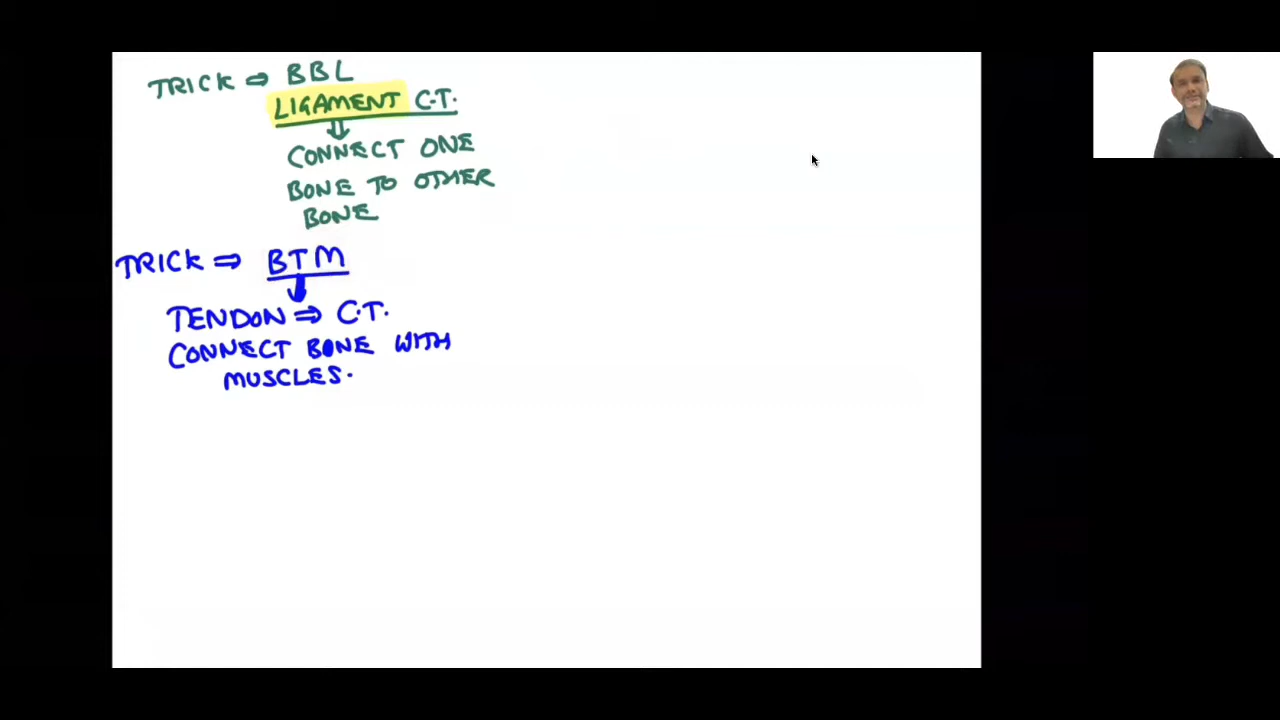 TRICK ⇒ BBL
LIGAMENT C.T.
⇓
CONNECT ONE
BONE TO OTHER
BONE
TRICK ⇒ BTM
↓
TENDON ⇒ C.T.
CONNECT BONE WITH
MUSCLES.